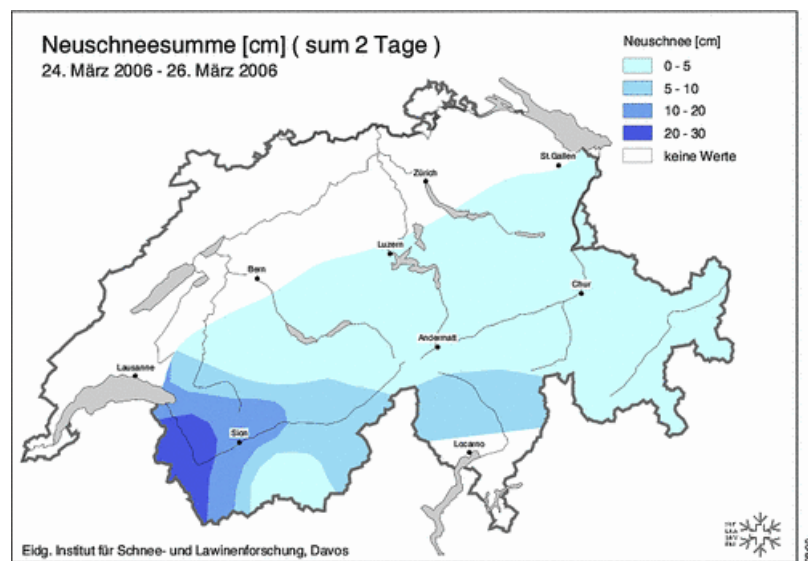 Neuschneesumme [cm] ( sum 2 Tage )
24. März 2006 - 26. März 2006
Neuschnee [cm]
0 - 5
5 - 10
10 - 20
20 - 30
keine Werte
St.Gallen
Zürich
Luzern
Bern
Chur
Andermatt
Lausanne
Sion
Locarno
Eidg. Institut für Schnee- und Lawinenforschung, Davos